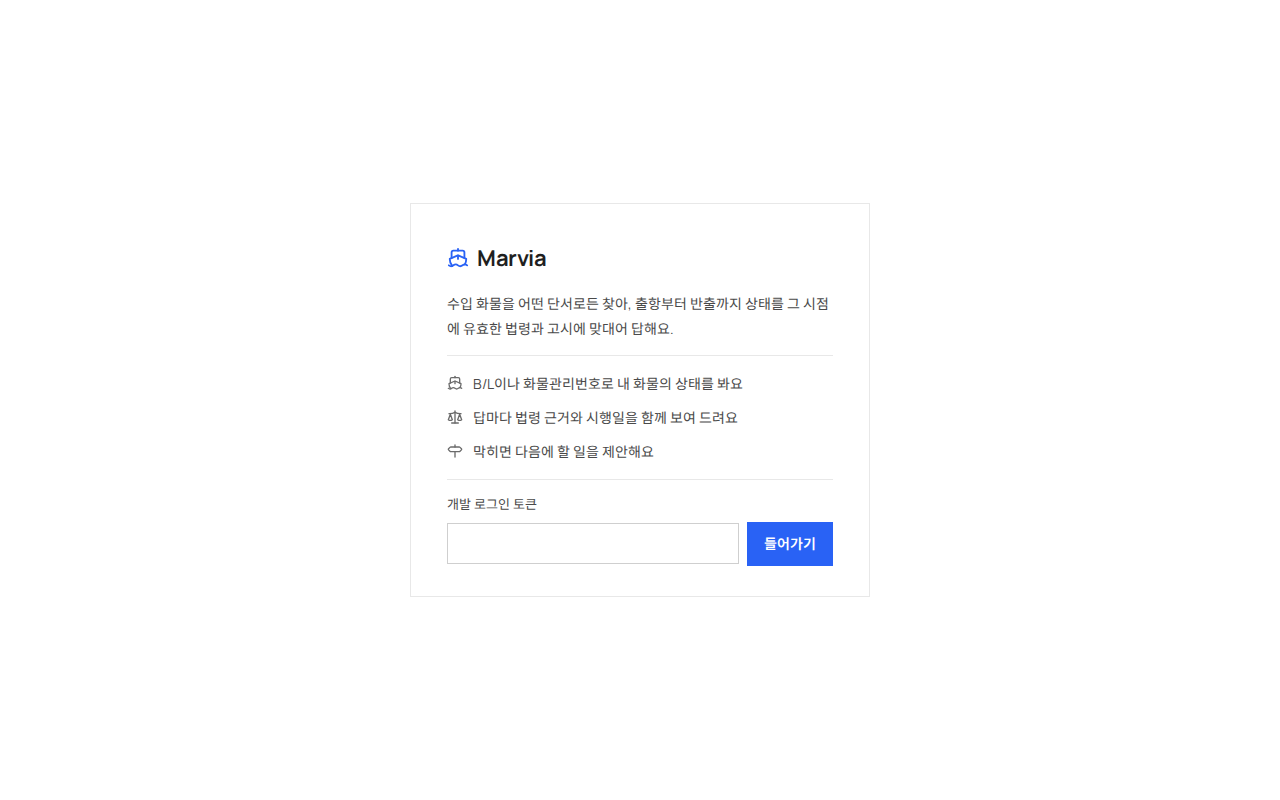 Marvia
수입 화물을 어떤 단서로든 찾아, 출항부터 반출까지 상태를 그 시점
에 유효한 법령과 고시에 맞대어 답해요.
B/L이나 화물관리번호로 내 화물의 상태를 봐요
답마다 법령 근거와 시행일을 함께 보여 드려요
막히면 다음에 할 일을 제안해요
개발 로그인 토큰
들어가기